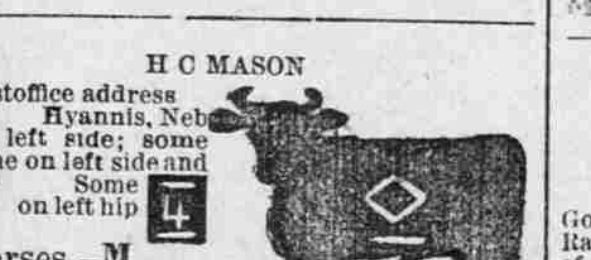 H C MASON
stoffice address
Hyannis, Neb
left side; some
e on left side and
Some
on left hip 4
rses M
Go
Ra